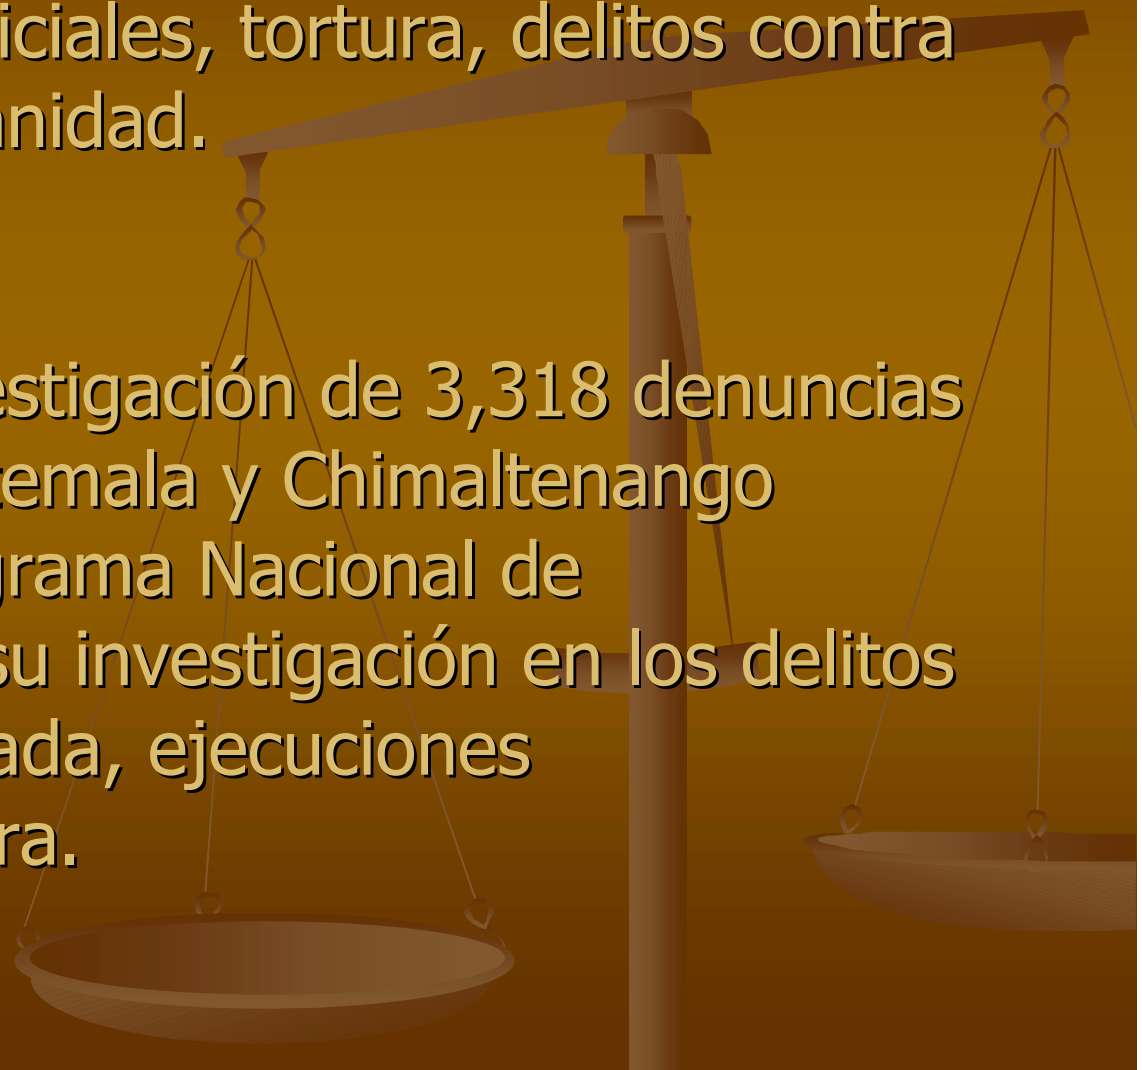 iciales, tortura, delitos contra
anidad.
estigación de 3,318 denuncias
temala y Chimaltenango
grama Nacional de
su investigación en los delitos
ada, ejecuciones
ra.